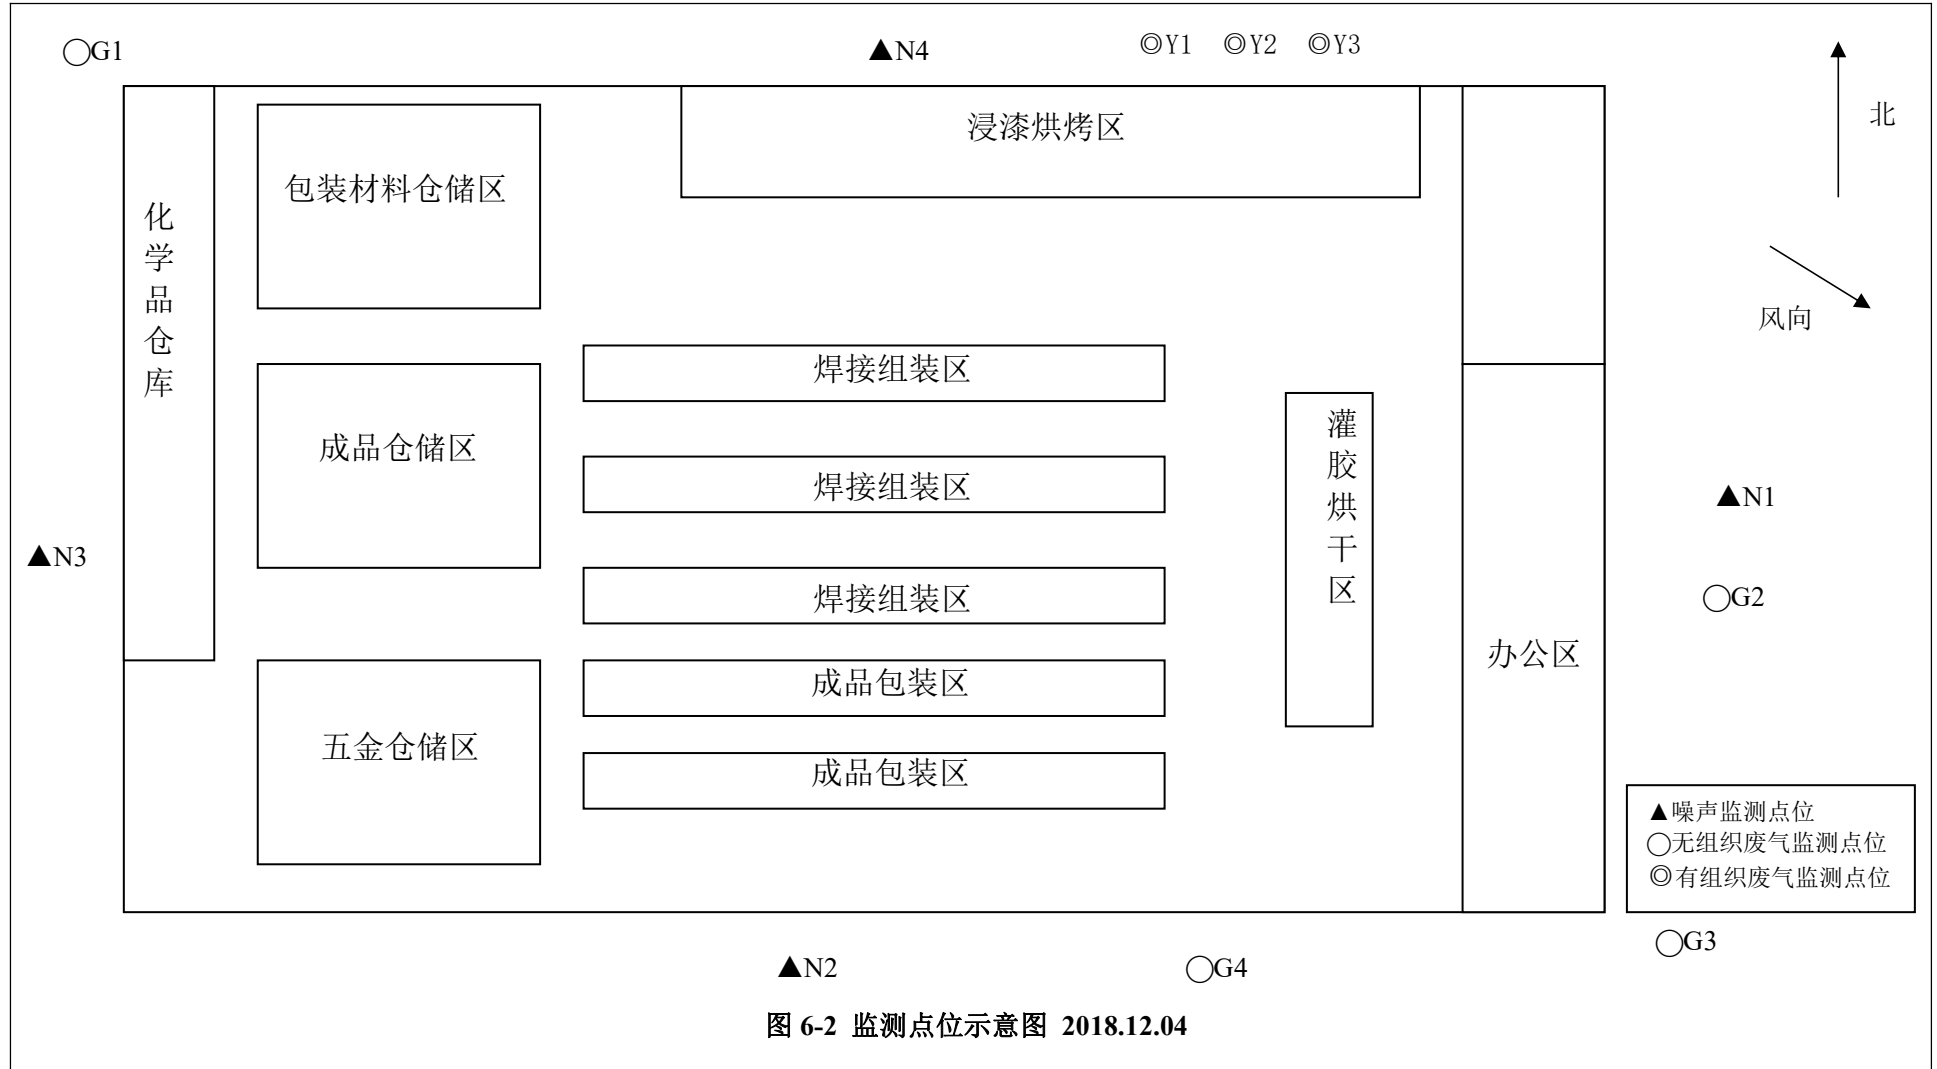 ○G1
▲N4
◎Y1 ◎Y2 ◎Y3
北
浸漆烘烤区
包装材料仓储区
化学品仓库
风向
焊接组装区
成品仓储区
灌胶烘干区
焊接组装区
▲N1
▲N3
焊接组装区
○G2
办公区
成品包装区
五金仓储区
成品包装区
▲噪声监测点位
○无组织废气监测点位
◎有组织废气监测点位
○G3
▲N2
○G4
图 6-2 监测点位示意图 2018.12.04